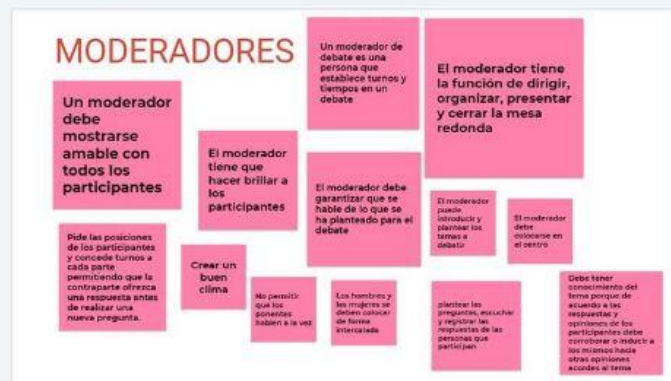 MODERADORES
Un moderador de
debate es una
persona que
establece turnos y
tiempos en un
debate
El moderador tiene
la función de dirigir,
organizar, presentar
y cerrar la mesa
redonda
Un moderador
debe
mostrarse
amable con
todos los
participantes
El moderador
tiene que
hacer brillar a
los
participantes
El moderador debe
garantizar que se
hable de lo que se
ha planteado para el
debate
El moderador
puede
introducir y
plantear los
temas a
debatir
El moderador
debe
colocarse en
el centro
Pide las posiciones
de los participantes
y concede turnos a
cada parte
permitiendo que la
contraparte ofrezca
una respuesta antes
de realizar una
nueva pregunta.
Crear un
buen
clima
No permitir
que los
ponentes
hablen a la vez
Los hombres y
las mujeres se
deben colocar
de forma
intercalada
plantear las
preguntas, escuchar
y registrar las
respuestas de las
personas que
participan
Debe tener
conocimiento del
tema porque de
acuerdo a las
respuestas y
opiniones de los
participantes debe
corroborar o inducir a
los mismos hacia
otras opiniones
acordes al tema